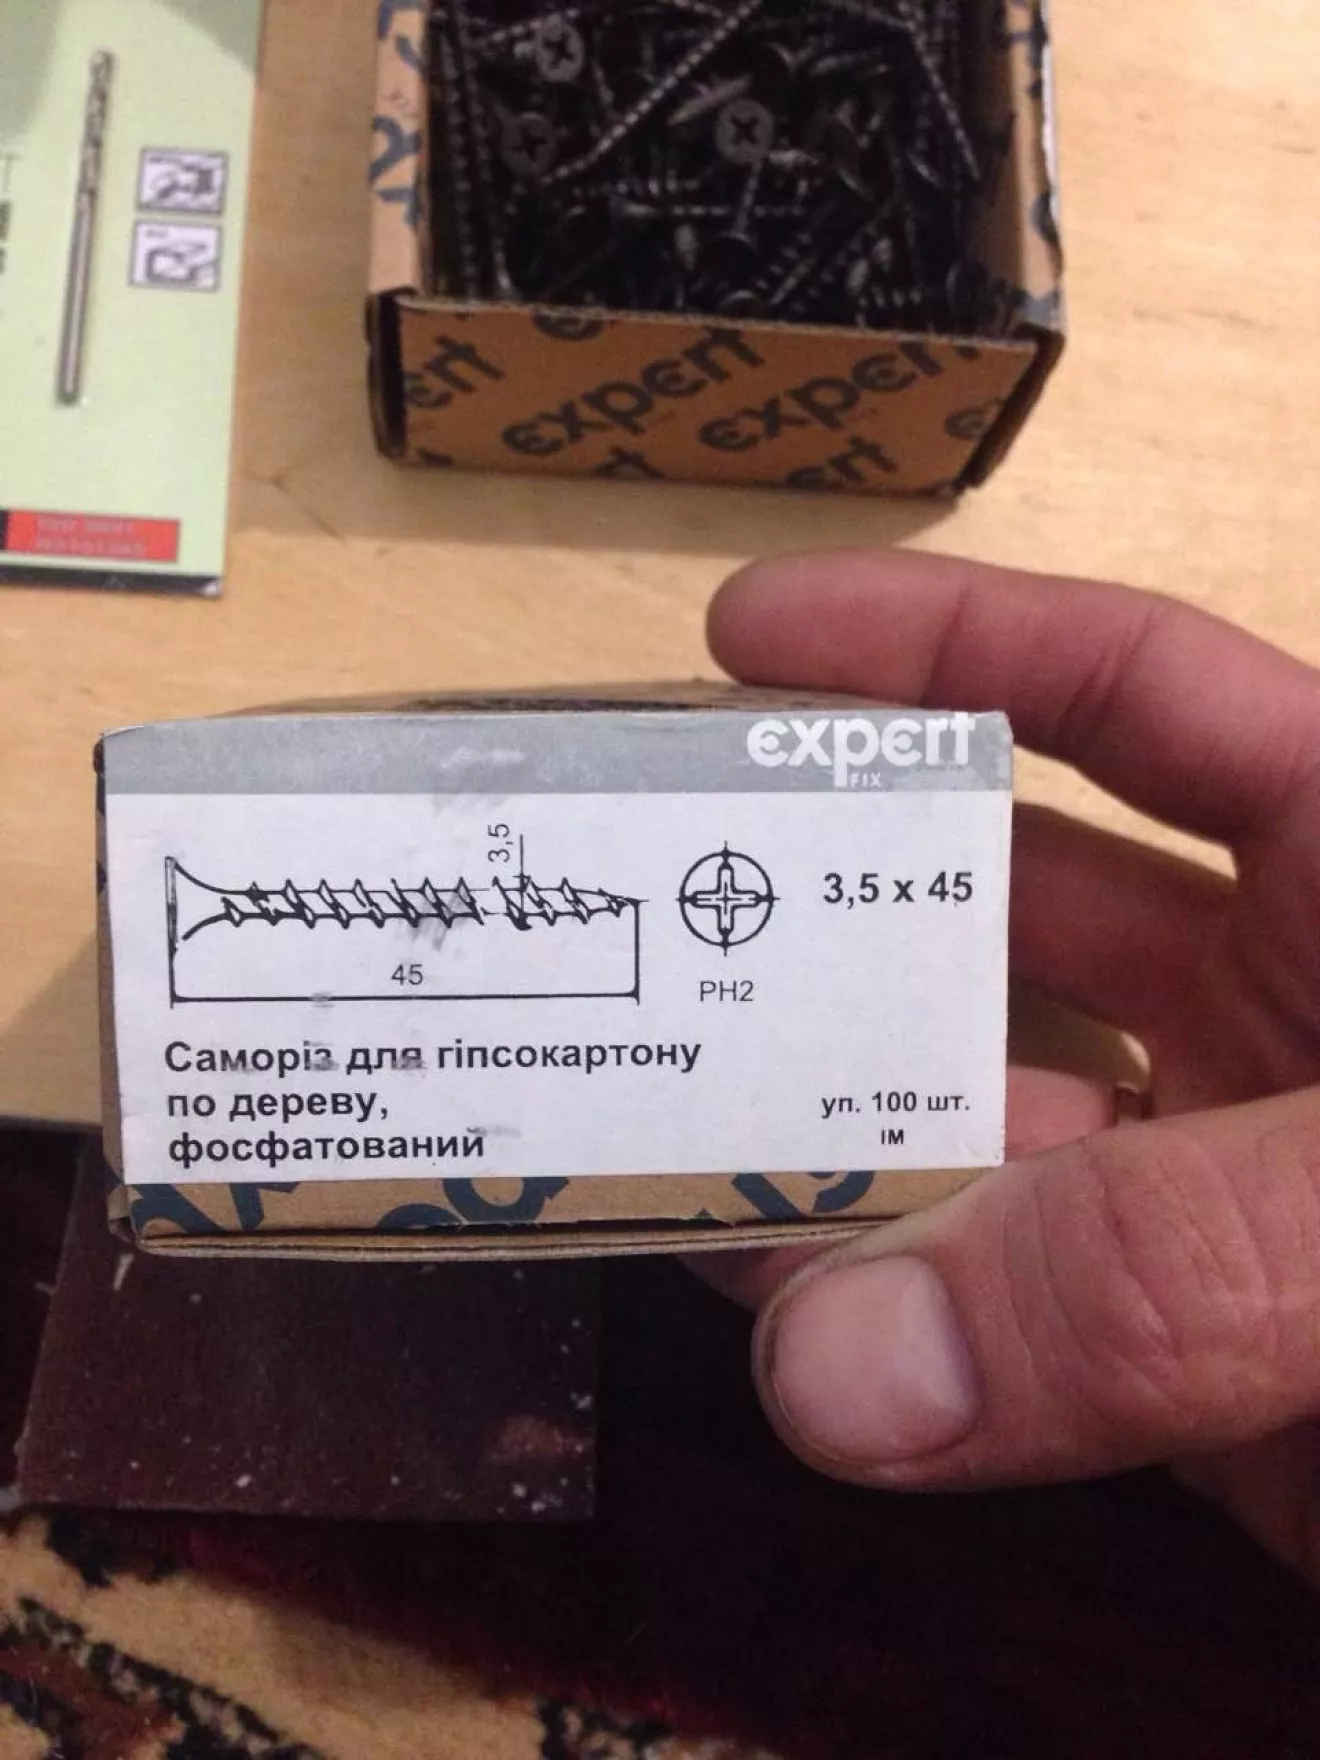 expert
expert
expert
FIX
3,5
3,5 x 45
45
PH2
Саморіз для гіпсокартону
по дереву,
фосфатований
уп. 100 шт.
ІМ